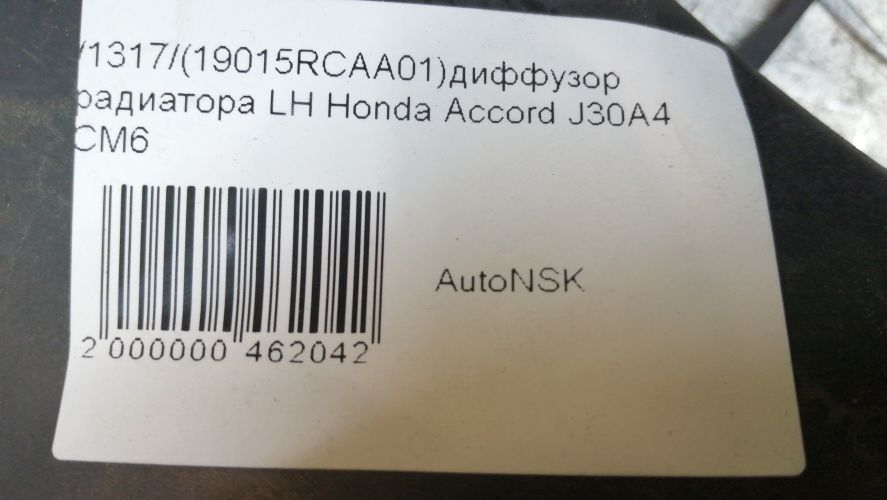 /1317/(19015RCAA01)диффузор
радиатора LH Honda Accord J30A4
CM6
AutoNSK
2 000000 462042